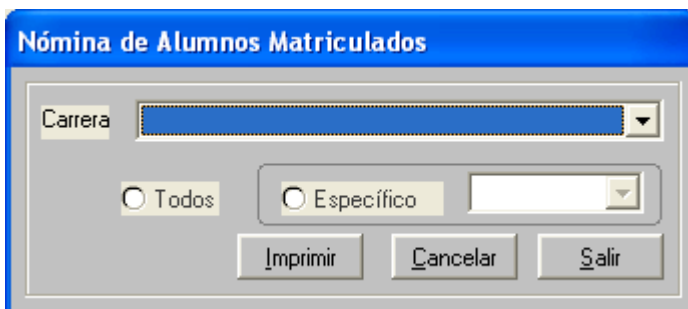 Nómina de Alumnos Matriculados
Carrera
Todos Específico
Imprimir Cancelar Salir